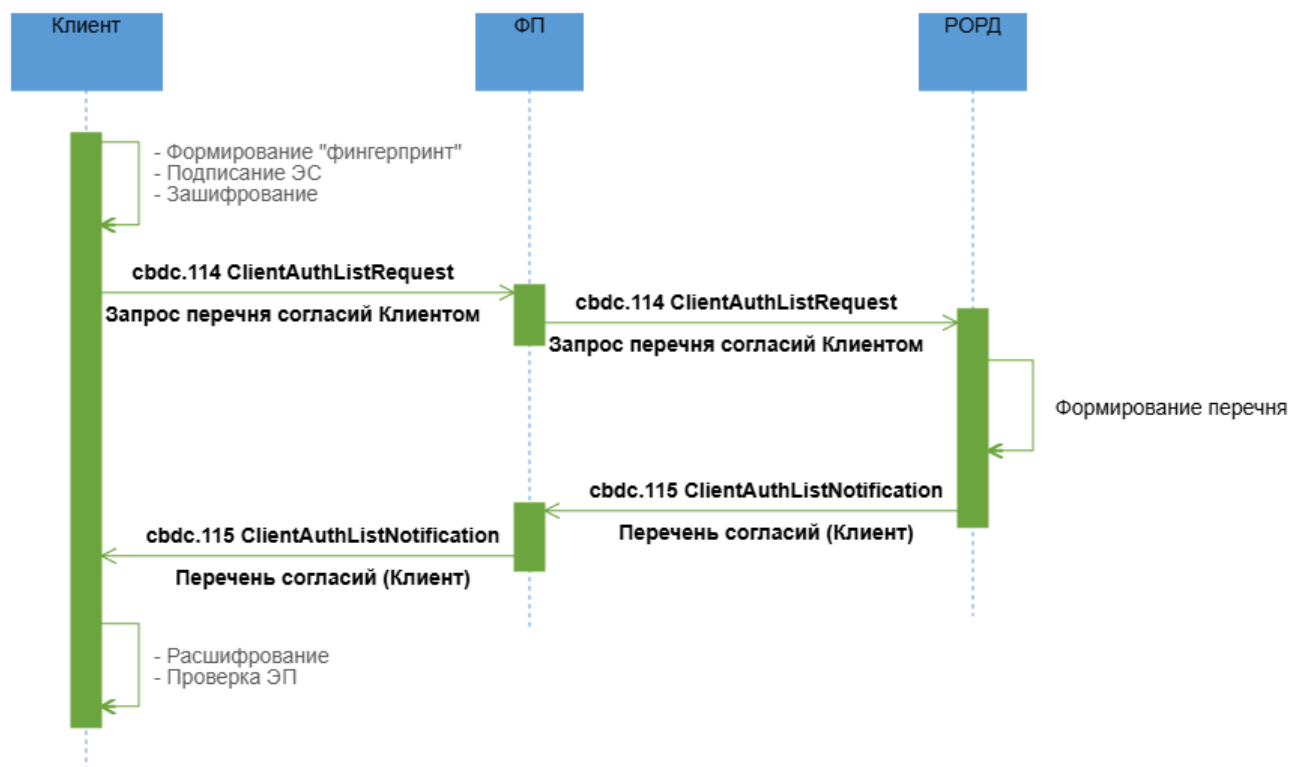 Клиент
ФП
РОРД
- Формирование "фингерпринт"
- Подписание ЭС
- Зашифрование
cbdc.114 ClientAuthListRequest
Запрос перечня согласий Клиентом
cbdc.114 ClientAuthListRequest
Запрос перечня согласий Клиентом
Формирование перечня
cbdc.115 ClientAuthListNotification
Перечень согласий (Клиент)
cbdc.115 ClientAuthListNotification
Перечень согласий (Клиент)
- Расшифрование
- Проверка ЭП